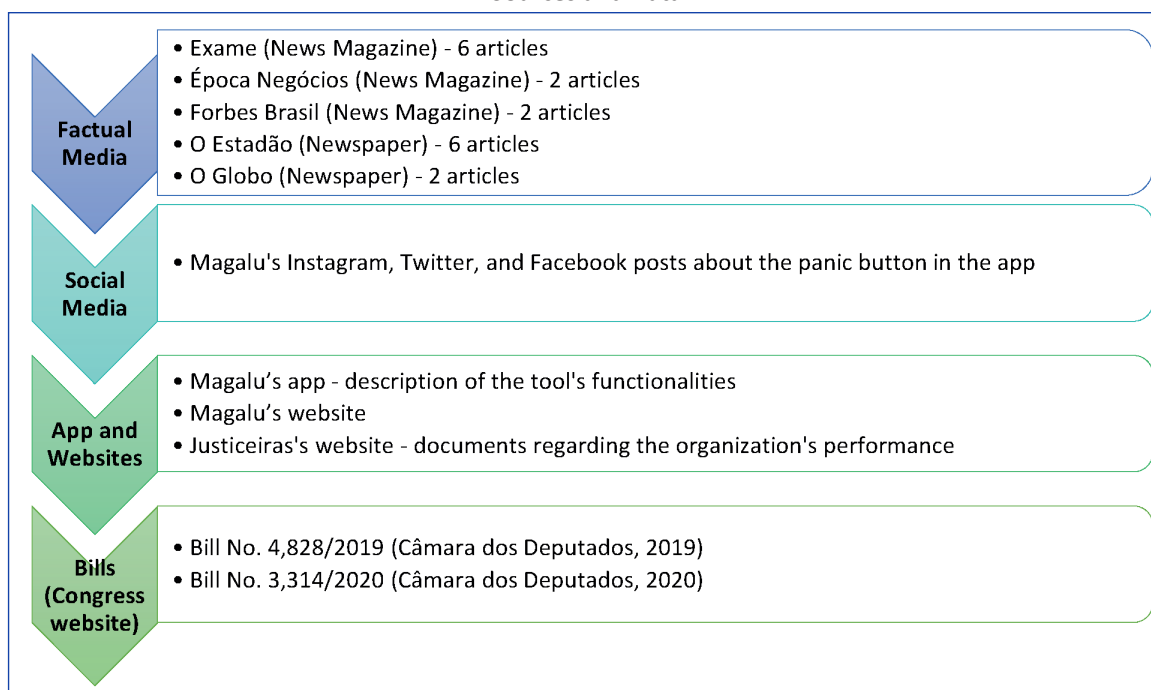 Factual
Media
• Exame (News Magazine) - 6 articles
• Época Negócios (News Magazine) - 2 articles
• Forbes Brasil (News Magazine) - 2 articles
• O Estadão (Newspaper) - 6 articles
• O Globo (Newspaper) - 2 articles
Social
Media
• Magalu's Instagram, Twitter, and Facebook posts about the panic button in the app
App and
Websites
• Magalu’s app - description of the tool's functionalities
• Magalu’s website
• Justiceiras's website - documents regarding the organization's performance
Bills
(Congress
website)
• Bill No. 4,828/2019 (Câmara dos Deputados, 2019)
• Bill No. 3,314/2020 (Câmara dos Deputados, 2020)